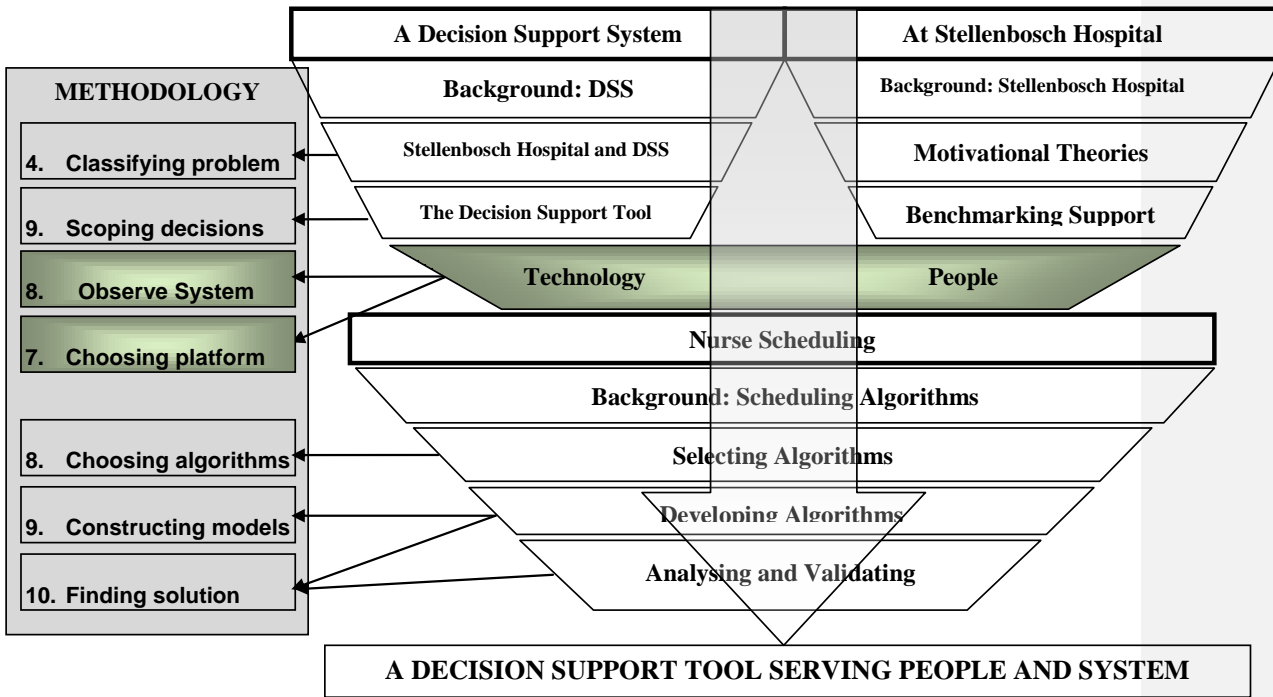 A Decision Support System
At Stellenbosch Hospital
METHODOLOGY
Background: DSS
Background: Stellenbosch Hospital
4. Classifying problem
Stellenbosch Hospital and DSS
Motivational Theories
9. Scoping decisions
The Decision Support Tool
Benchmarking Support
8. Observe System
Technology
People
7. Choosing platform
Nurse Scheduling
Background: Scheduling Algorithms
8. Choosing algorithms
Selecting Algorithms
9. Constructing models
Developing Algorithms
10. Finding solution
Analysing and Validating
A DECISION SUPPORT TOOL SERVING PEOPLE AND SYSTEM